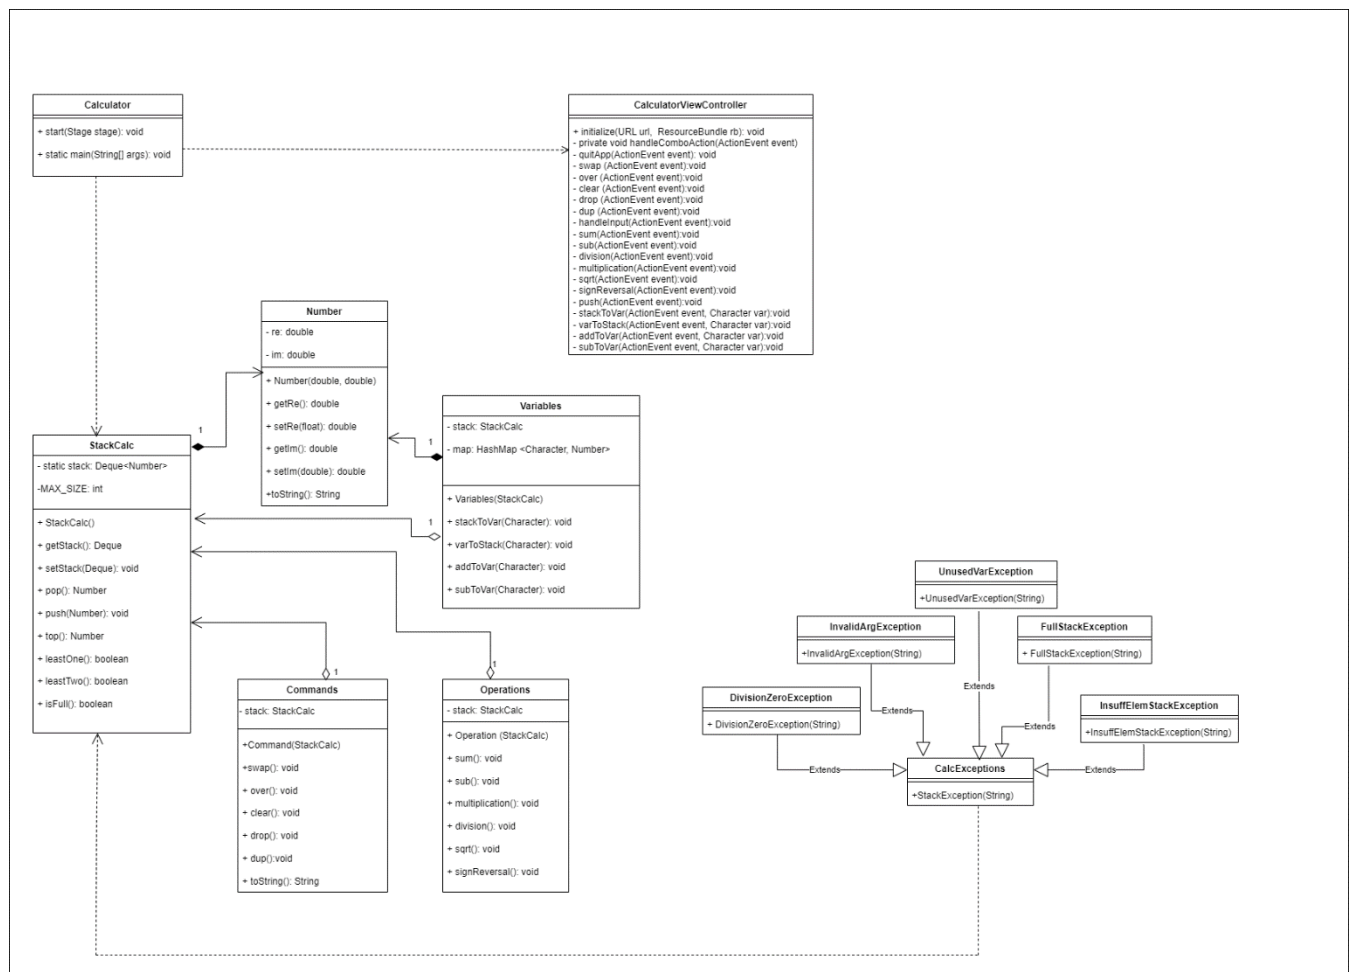 Calculator
+ start(Stage stage): void
+ static main(String[] args): void
CalculatorViewController
+ initialize(URL url, ResourceBundle rb): void
- private void handleComboAction(ActionEvent event)
- quitApp(ActionEvent event): void
- swap (ActionEvent event):void
- over (ActionEvent event):void
- clear (ActionEvent event):void
- drop (ActionEvent event):void
- dup (ActionEvent event):void
- handleInput(ActionEvent event):void
- sum(ActionEvent event):void
- sub(ActionEvent event):void
- division(ActionEvent event):void
- multiplication(ActionEvent event):void
- sqrt(ActionEvent event):void
- signReversal(ActionEvent event):void
- push(ActionEvent event):void
- stackToVar(ActionEvent event, Character var):void
- varToStack(ActionEvent event, Character var):void
- addToVar(ActionEvent event, Character var):void
- subToVar(ActionEvent event, Character var):void
Number
- re: double
- im: double
+ Number(double, double)
+ getRe(): double
+ setRe(float): double
+ getIm(): double
+ setIm(double): double
+toString(): String
Variables
- stack: StackCalc
- map: HashMap <Character, Number>
+ Variables(StackCalc)
+ stackToVar(Character): void
+ varToStack(Character): void
+ addToVar(Character): void
+ subToVar(Character): void
1
1
1
StackCalc
- static stack: Deque<Number>
-MAX_SIZE: int
+ StackCalc()
+ getStack(): Deque
+ setStack(Deque): void
+ pop(): Number
+ push(Number): void
+ top(): Number
+ leastOne(): boolean
+ leastTwo(): boolean
+ isFull(): boolean
1
1
Commands
- stack: StackCalc
+Command(StackCalc)
+swap(): void
+ over(): void
+ clear(): void
+ drop(): void
+ dup():void
+ toString(): String
Operations
- stack: StackCalc
+ Operation (StackCalc)
+ sum(): void
+ sub(): void
+ multiplication(): void
+ division(): void
+ sqrt(): void
+ signReversal(): void
UnusedVarException
+UnusedVarException(String)
InvalidArgException
+InvalidArgException(String)
FullStackException
+ FullStackException(String)
DivisionZeroException
+ DivisionZeroException(String)
InsuffElemStackException
+InsuffElemStackException(String)
Extends
Extends
Extends
Extends
Extends
CalcExceptions
+StackException(String)